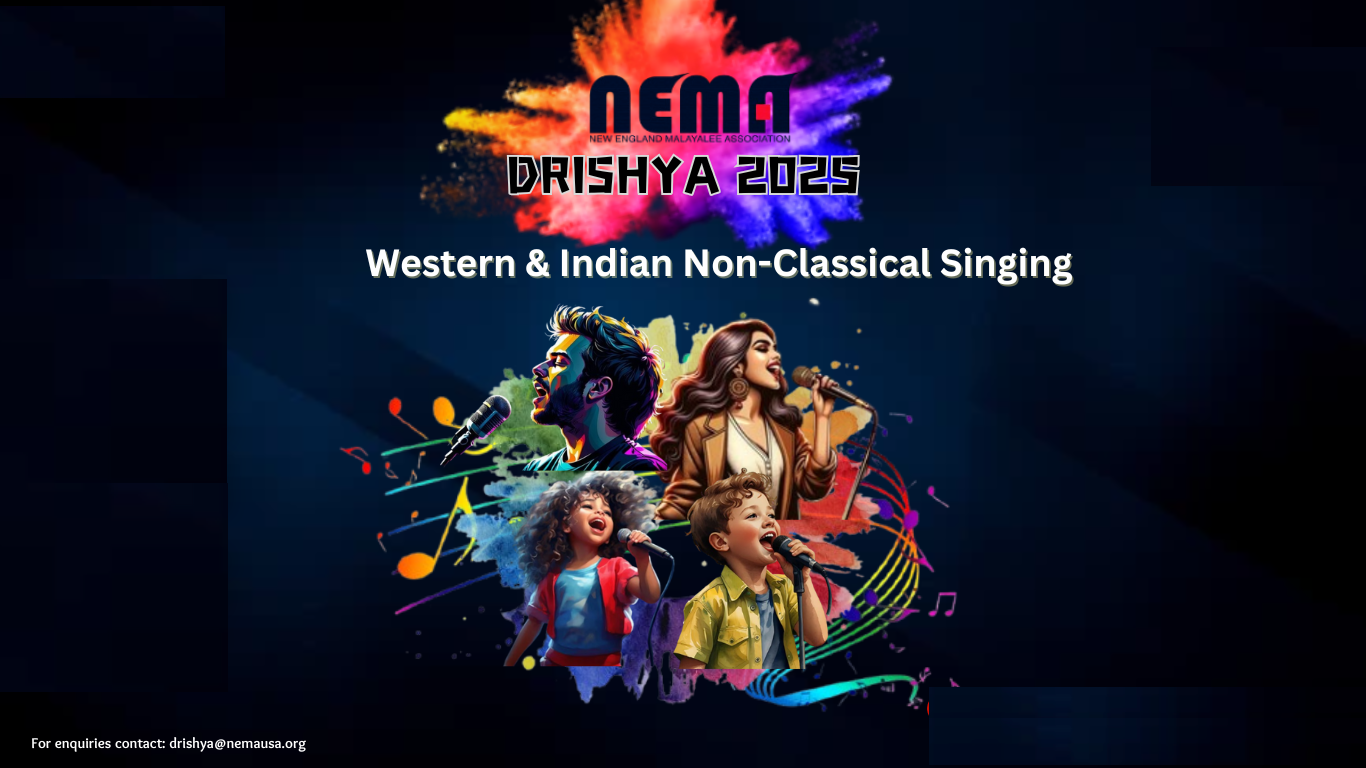 NEMA
NEW ENGLAND MALAYALEE ASSOCIATION
DRISHYA 2025
Western & Indian Non-Classical Singing
For enquiries contact: drishya@nemausa.org